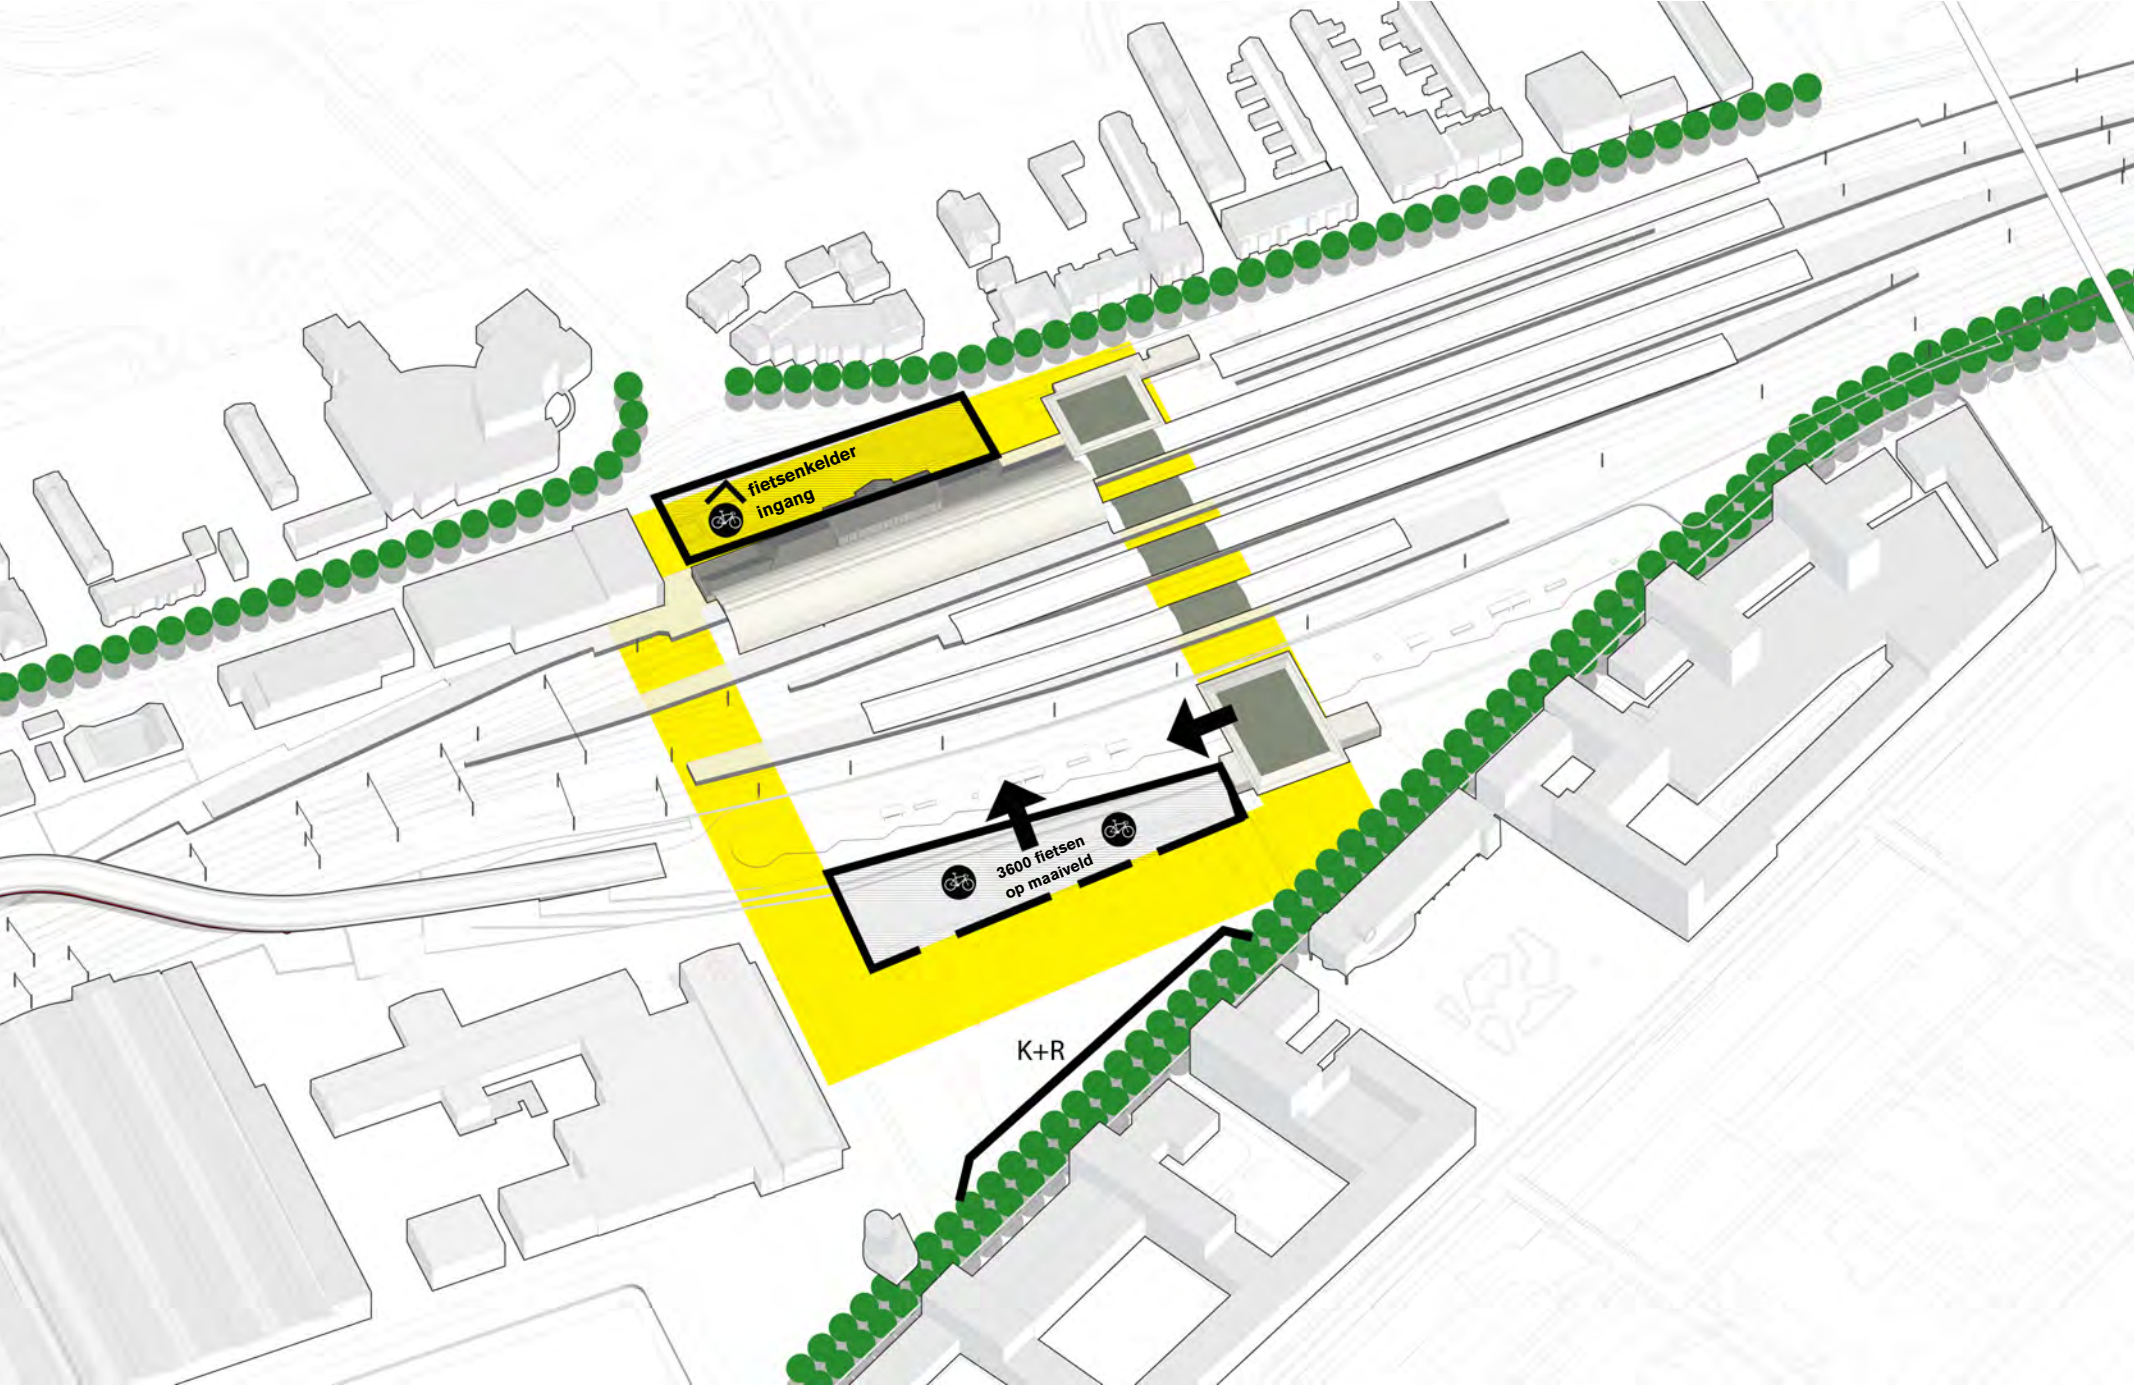 fietsenkelder
ingang
3600 fietsen
op maaiveld
K+R